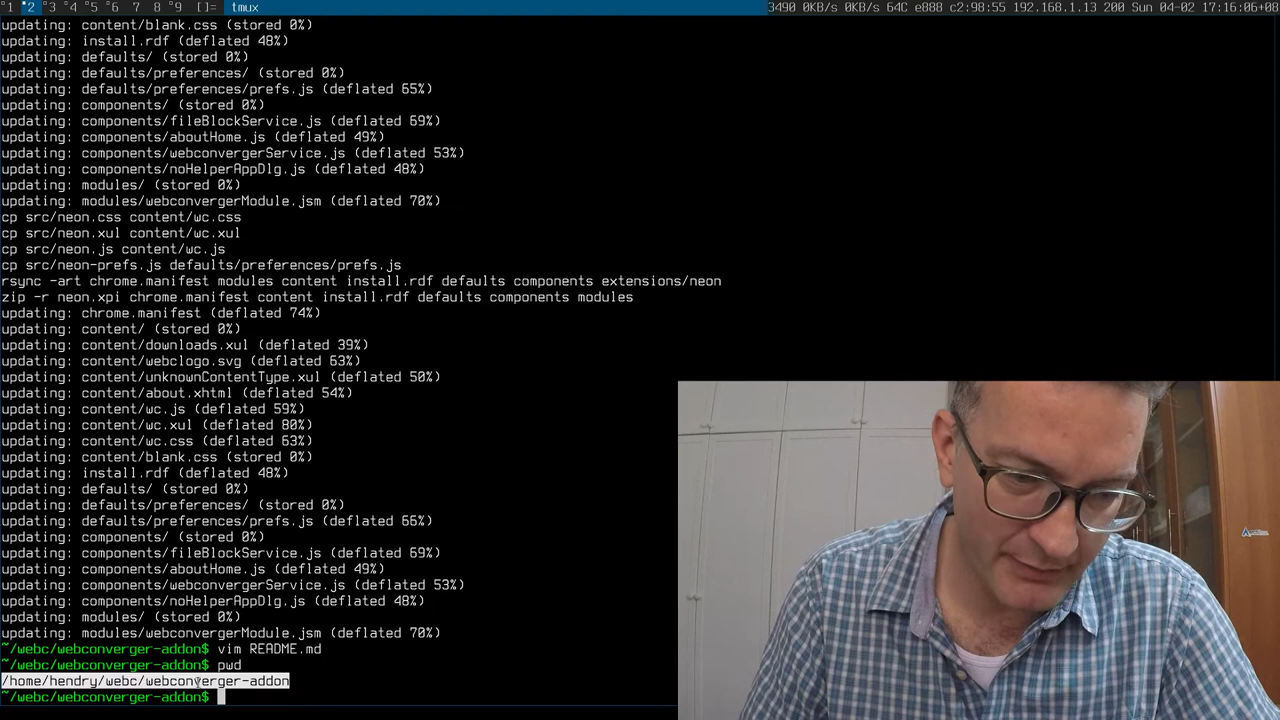 1 2 3 4 5 6 7 8 9 []= tmux 3490 0KB/s 0KB/s 64C e888 c2:98:55 192.168.1.13 200 Sun 04-02 17:16:06+08
updating: content/blank.css (stored 0%)
updating: install.rdf (deflated 48%)
updating: defaults/ (stored 0%)
updating: defaults/preferences/ (stored 0%)
updating: defaults/preferences/prefs.js (deflated 65%)
updating: components/ (stored 0%)
updating: components/fileBlockService.js (deflated 69%)
updating: components/aboutHome.js (deflated 49%)
updating: components/webconvergerService.js (deflated 53%)
updating: components/noHelperAppDlg.js (deflated 48%)
updating: modules/ (stored 0%)
updating: modules/webconvergerModule.jsm (deflated 70%)
cp src/neon.css content/wc.css
cp src/neon.xul content/wc.xul
cp src/neon.js content/wc.js
cp src/neon-prefs.js defaults/preferences/prefs.js
rsync -art chrome.manifest modules content install.rdf defaults components extensions/neon
zip -r neon.xpi chrome.manifest content install.rdf defaults components modules
updating: chrome.manifest (deflated 74%)
updating: content/ (stored 0%)
updating: content/downloads.xul (deflated 39%)
updating: content/webclogo.svg (deflated 63%)
updating: content/unknownContentType.xul (deflated 50%)
updating: content/about.xhtml (deflated 54%)
updating: content/wc.js (deflated 59%)
updating: content/wc.xul (deflated 80%)
updating: content/wc.css (deflated 63%)
updating: content/blank.css (stored 0%)
updating: install.rdf (deflated 48%)
updating: defaults/ (stored 0%)
updating: defaults/preferences/ (stored 0%)
updating: defaults/preferences/prefs.js (deflated 66%)
updating: components/ (stored 0%)
updating: components/fileBlockService.js (deflated 69%)
updating: components/aboutHome.js (deflated 49%)
updating: components/webconvergerService.js (deflated 53%)
updating: components/noHelperAppDlg.js (deflated 48%)
updating: modules/ (stored 0%)
updating: modules/webconvergerModule.jsm (deflated 70%)
~/webc/webconverger-addon$ vim README.md
~/webc/webconverger-addon$ pwd
/home/hendry/webc/webconverger-addon
~/webc/webconverger-addon$